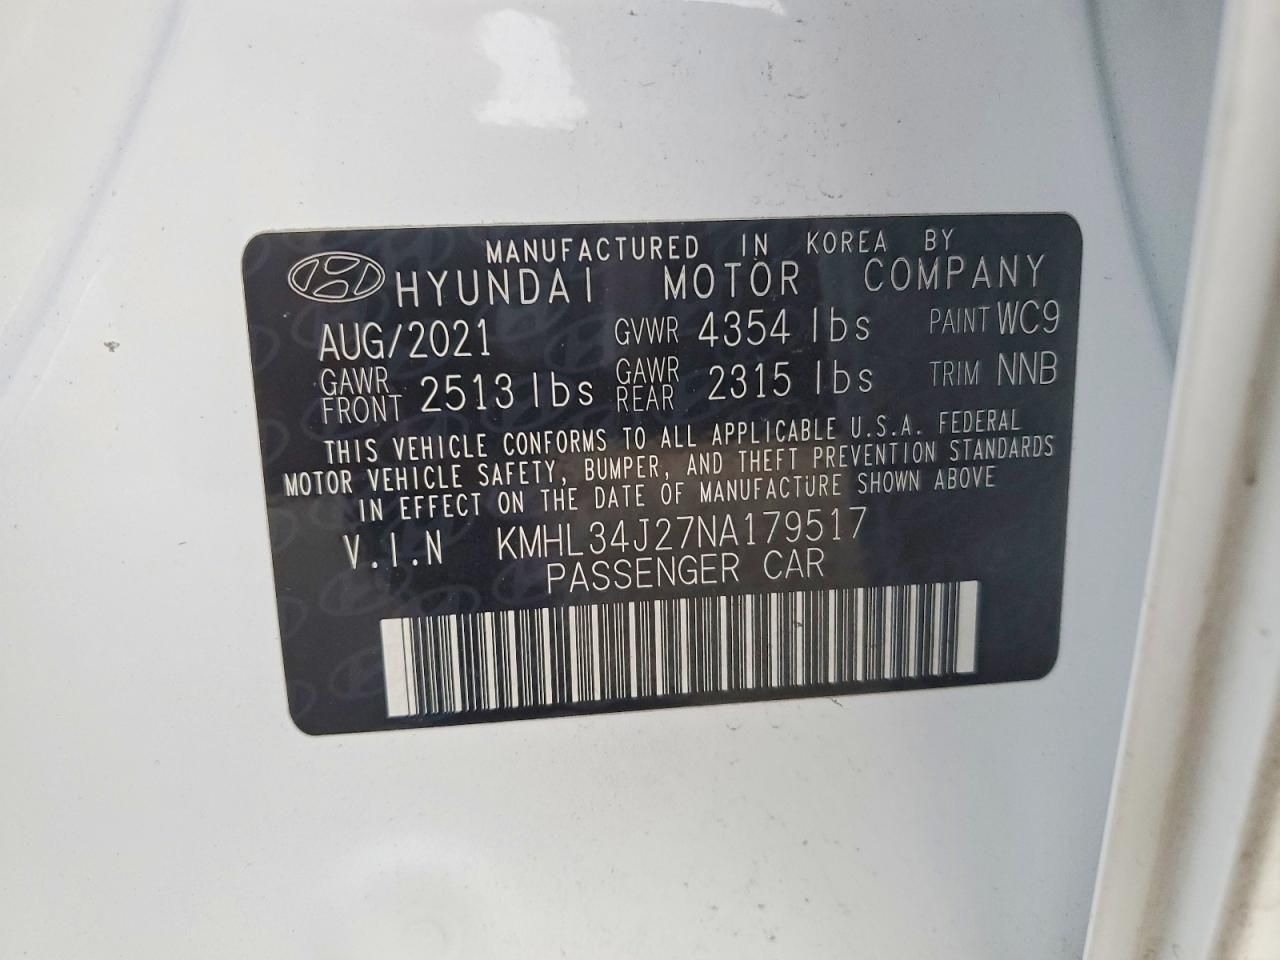 MANUFACTURED IN KOREA BY
HYUNDAI MOTOR COMPANY
AUG/2021 GVWR 4354 lbs PAINT WC9
GAWR FRONT 2513 lbs GAWR REAR 2315 lbs TRIM NNB
THIS VEHICLE CONFORMS TO ALL APPLICABLE U.S.A. FEDERAL
MOTOR VEHICLE SAFETY, BUMPER, AND THEFT PREVENTION STANDARDS
IN EFFECT ON THE DATE OF MANUFACTURE SHOWN ABOVE
V.I.N KMHL34J27NA179517
PASSENGER CAR